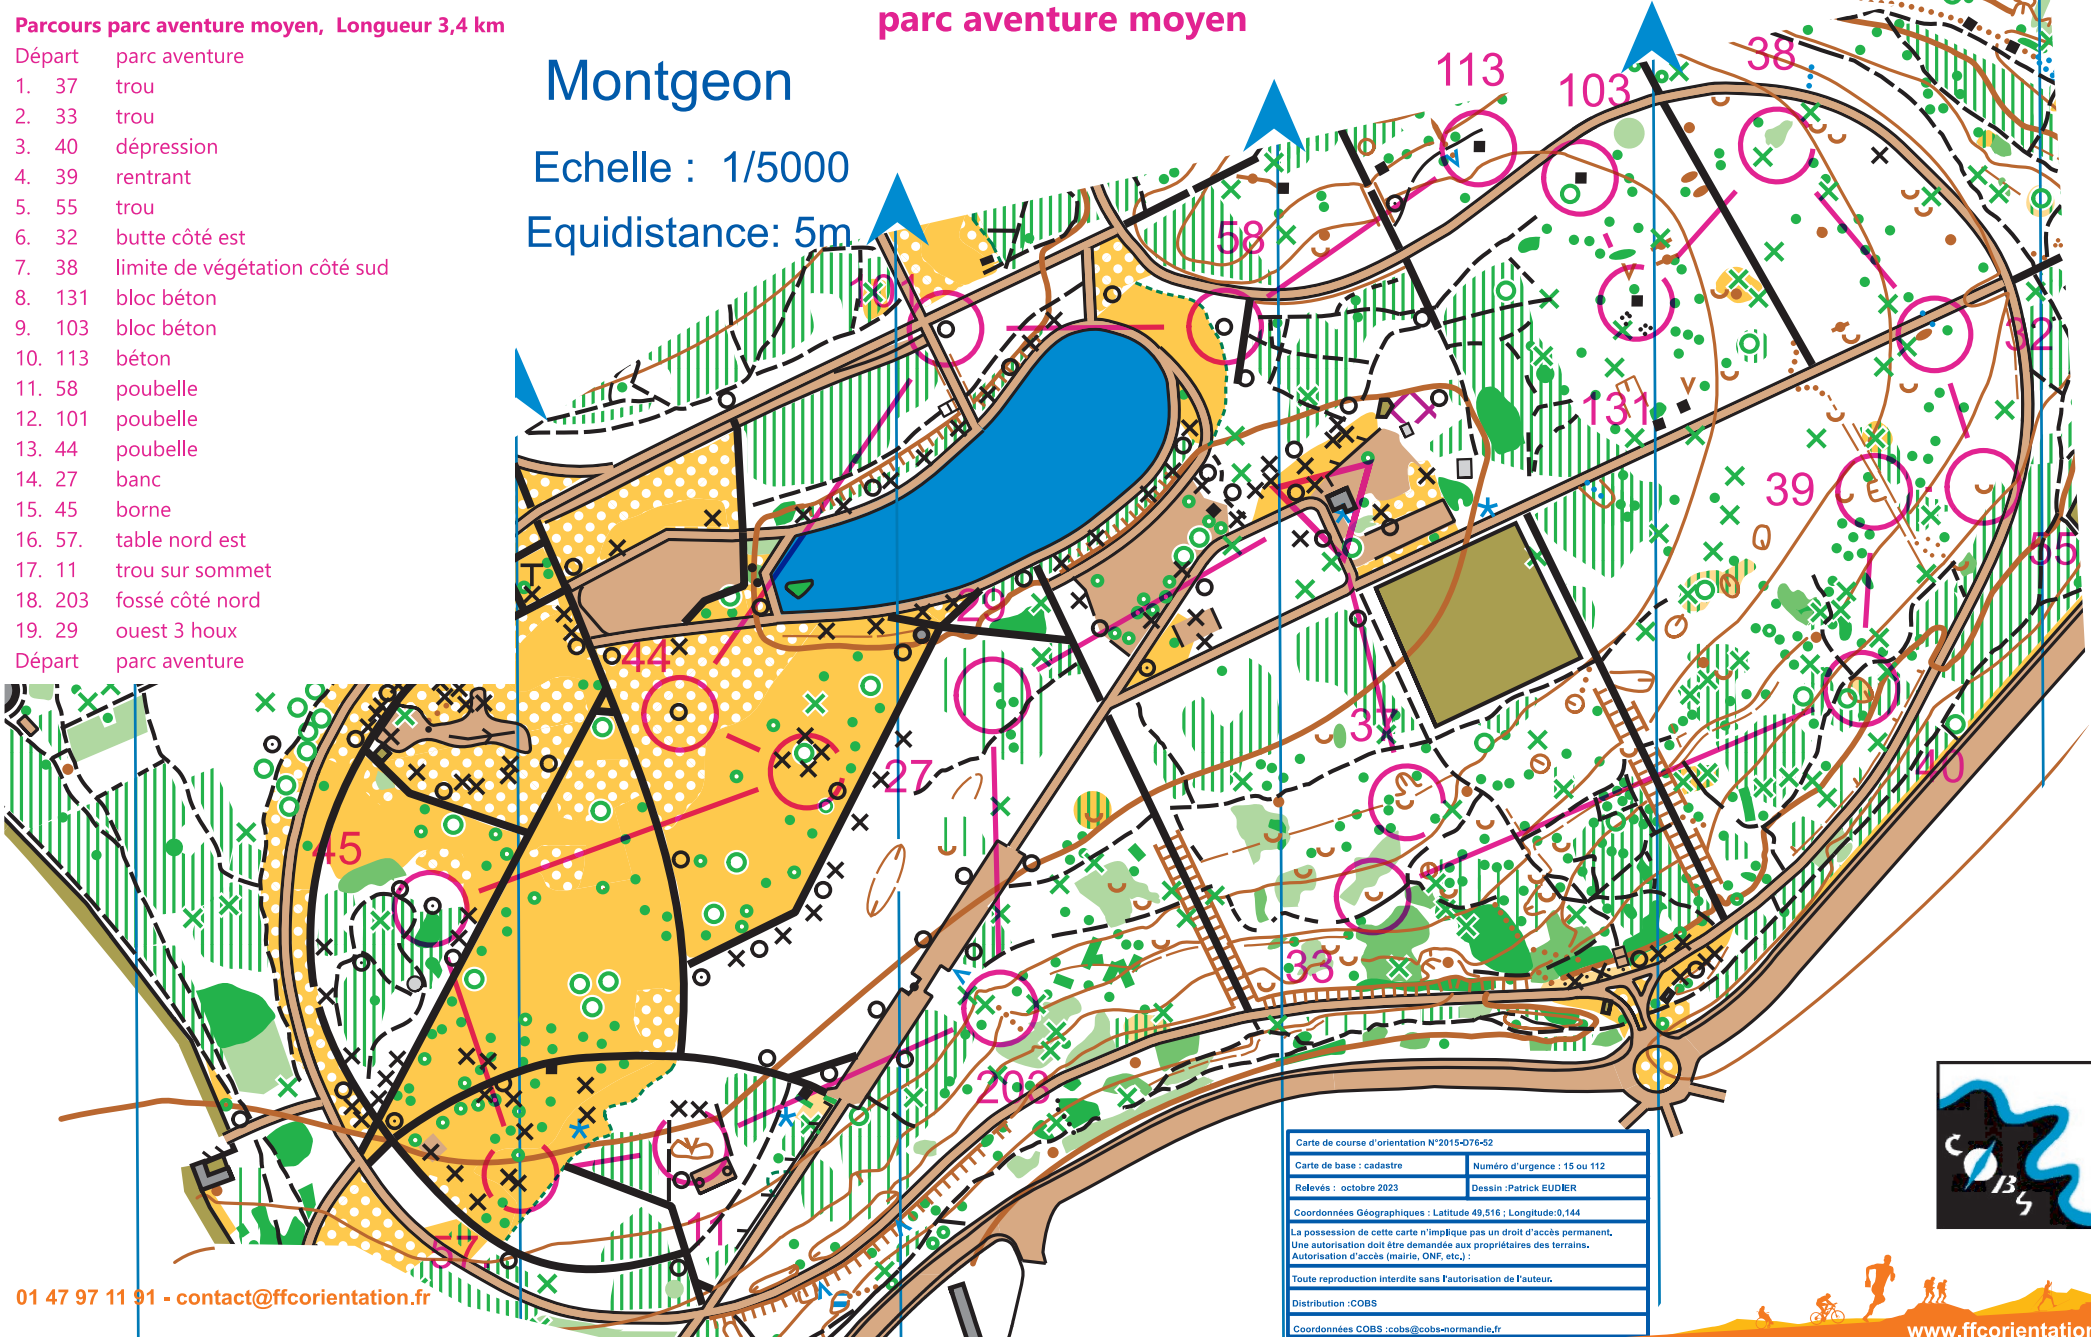 Parcours parc aventure moyen, Longueur 3,4 km
Départ parc aventure
1. 37 trou
2. 33 trou
3. 40 dépression
4. 39 rentrant
5. 55 trou
6. 32 butte côté est
7. 38 limite de végétation côté sud
8. 131 bloc béton
9. 103 bloc béton
10. 113 béton
11. 58 poubelle
12. 101 poubelle
13. 44 poubelle
14. 27 banc
15. 45 borne
16. 57. table nord est
17. 11 trou sur sommet
18. 203 fossé côté nord
19. 29 ouest 3 houx
Départ parc aventure
parc aventure moyen
Montgeon
Echelle : 1/5000
Equidistance: 5m
113
103
38
58
101
32
131
39
55
29
44
37
27
40
45
33
203
11
57
Carte de course d'orientation N°2015-D76-52
Carte de base : cadastre
Numéro d'urgence : 15 ou 112
Relevés : octobre 2023
Dessin :Patrick EUDIER
Coordonnées Géographiques : Latitude 49,516 ; Longitude:0,144
La possession de cette carte n'implique pas un droit d'accès permanent.
Une autorisation doit être demandée aux propriétaires des terrains.
Autorisation d'accès (mairie, ONF, etc.) :
Toute reproduction interdite sans l'autorisation de l'auteur.
Distribution :COBS
Coordonnées COBS :cobs@cobs-normandie.fr
COBS
01 47 97 11 91 - contact@ffcorientation.fr
www.ffcorientation